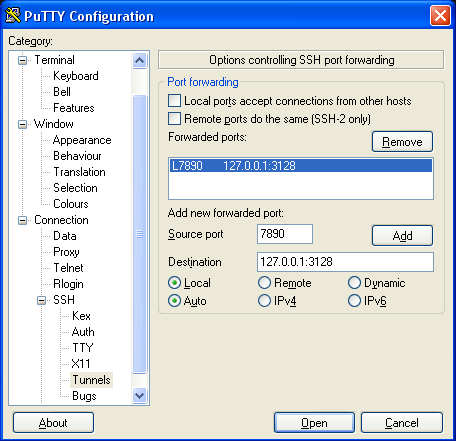 PuTTY Configuration
Category:
Terminal
Keyboard
Bell
Features
Window
Appearance
Behaviour
Translation
Selection
Colours
Connection
Data
Proxy
Telnet
Rlogin
SSH
Kex
Auth
TTY
X11
Tunnels
Bugs
Options controlling SSH port forwarding
Port forwarding
Local ports accept connections from other hosts
Remote ports do the same (SSH-2 only)
Forwarded ports:
Remove
L7890 127.0.0.1:3128
Add new forwarded port:
Source port 7890 Add
Destination 127.0.0.1:3128
Local Remote Dynamic
Auto IPv4 IPv6
About Open Cancel